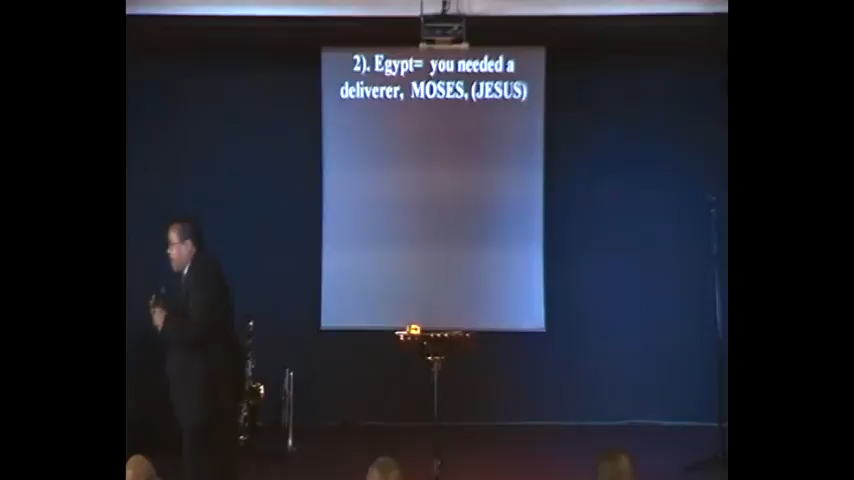 2). Egypt= you needed a
deliverer, MOSES, (JESUS)